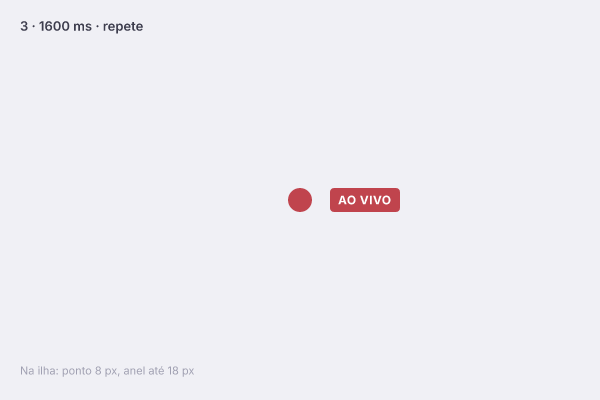 3 · 1600 ms · repete
AO VIVO
Na ilha: ponto 8 px, anel até 18 px